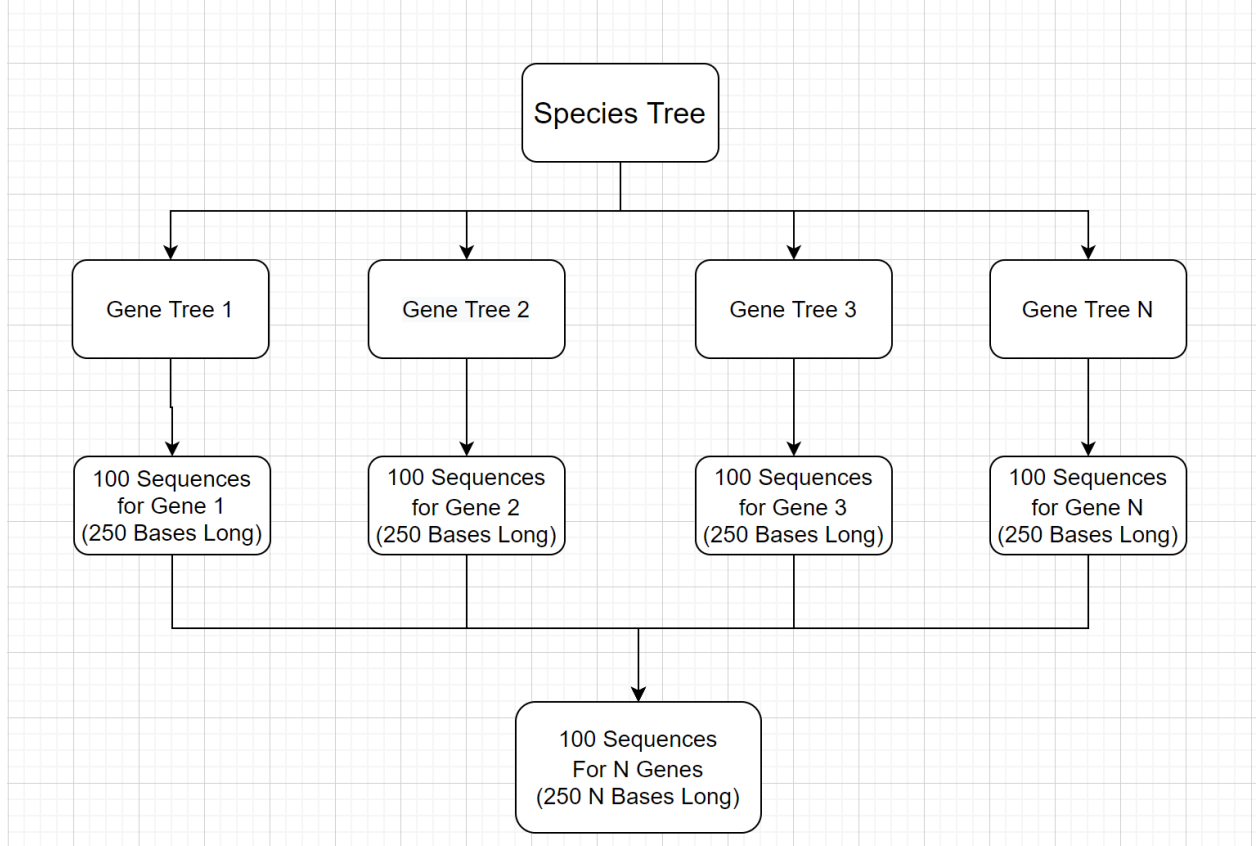 Species Tree
Gene Tree 1
Gene Tree 2
Gene Tree 3
Gene Tree N
100 Sequences
for Gene 1
(250 Bases Long)
100 Sequences
for Gene 2
(250 Bases Long)
100 Sequences
for Gene 3
(250 Bases Long)
100 Sequences
for Gene N
(250 Bases Long)
100 Sequences
For N Genes
(250 N Bases Long)